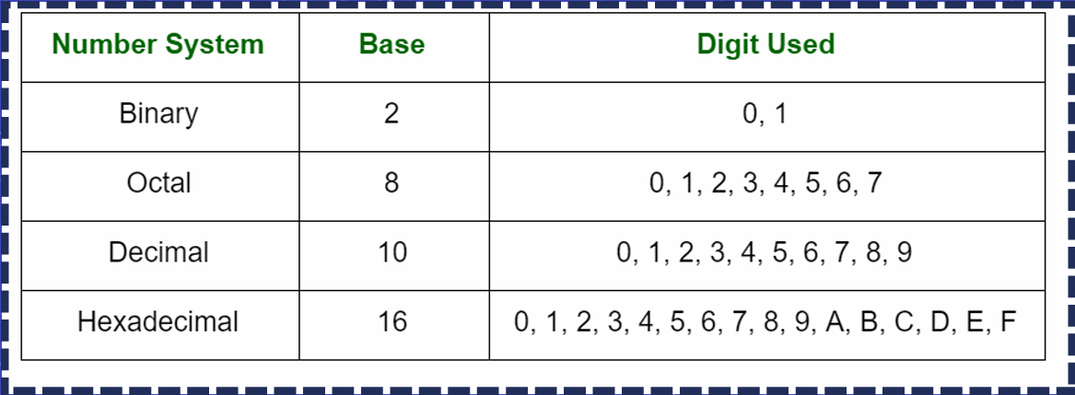 Number System Base Digit Used
Binary 2 0, 1
Octal 8 0, 1, 2, 3, 4, 5, 6, 7
Decimal 10 0, 1, 2, 3, 4, 5, 6, 7, 8, 9
Hexadecimal 16 0, 1, 2, 3, 4, 5, 6, 7, 8, 9, A, B, C, D, E, F